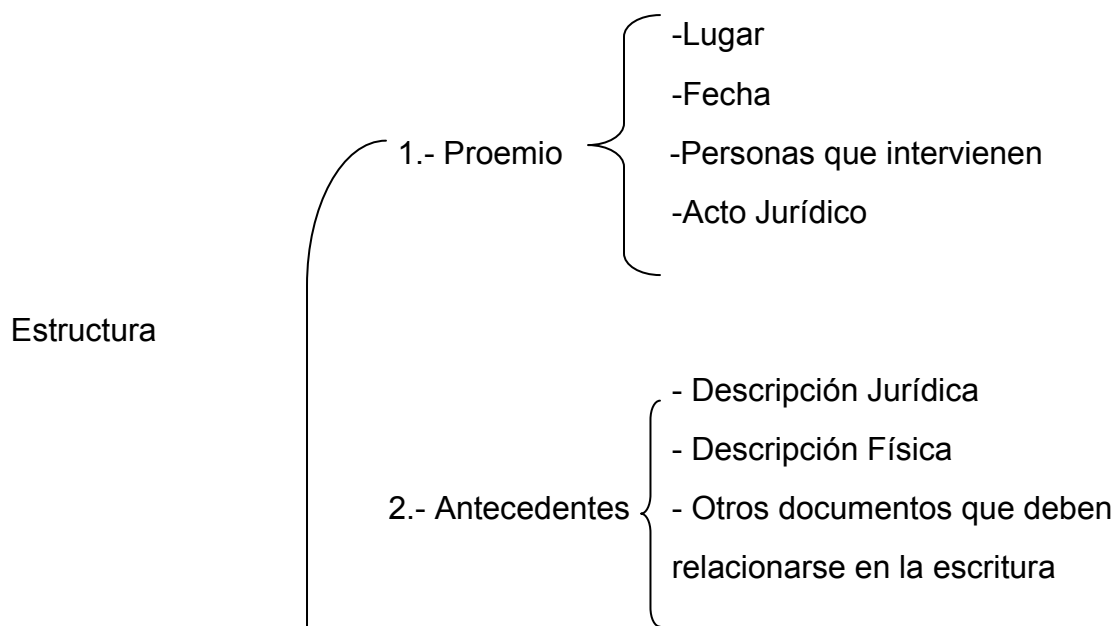 -Lugar
-Fecha
1.- Proemio
-Personas que intervienen
-Acto Jurídico
Estructura
- Descripción Jurídica
- Descripción Física
2.- Antecedentes
- Otros documentos que deben
relacionarse en la escritura